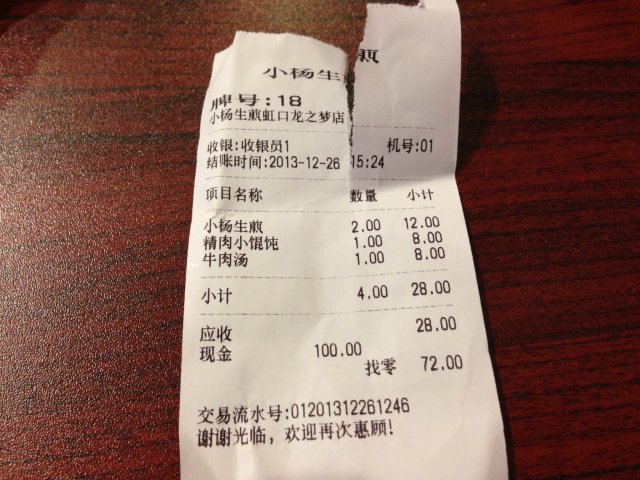 小杨生煎
牌号:18
小杨生煎虹口龙之梦店
收银:收银员1 机号:01
结账时间:2013-12-26 15:24
项目名称 数量 小计
小杨生煎 2.00 12.00
精肉小馄饨 1.00 8.00
牛肉汤 1.00 8.00
小计 4.00 28.00
应收 28.00
现金 100.00
找零 72.00
交易流水号:01201312261246
谢谢光临，欢迎再次惠顾!